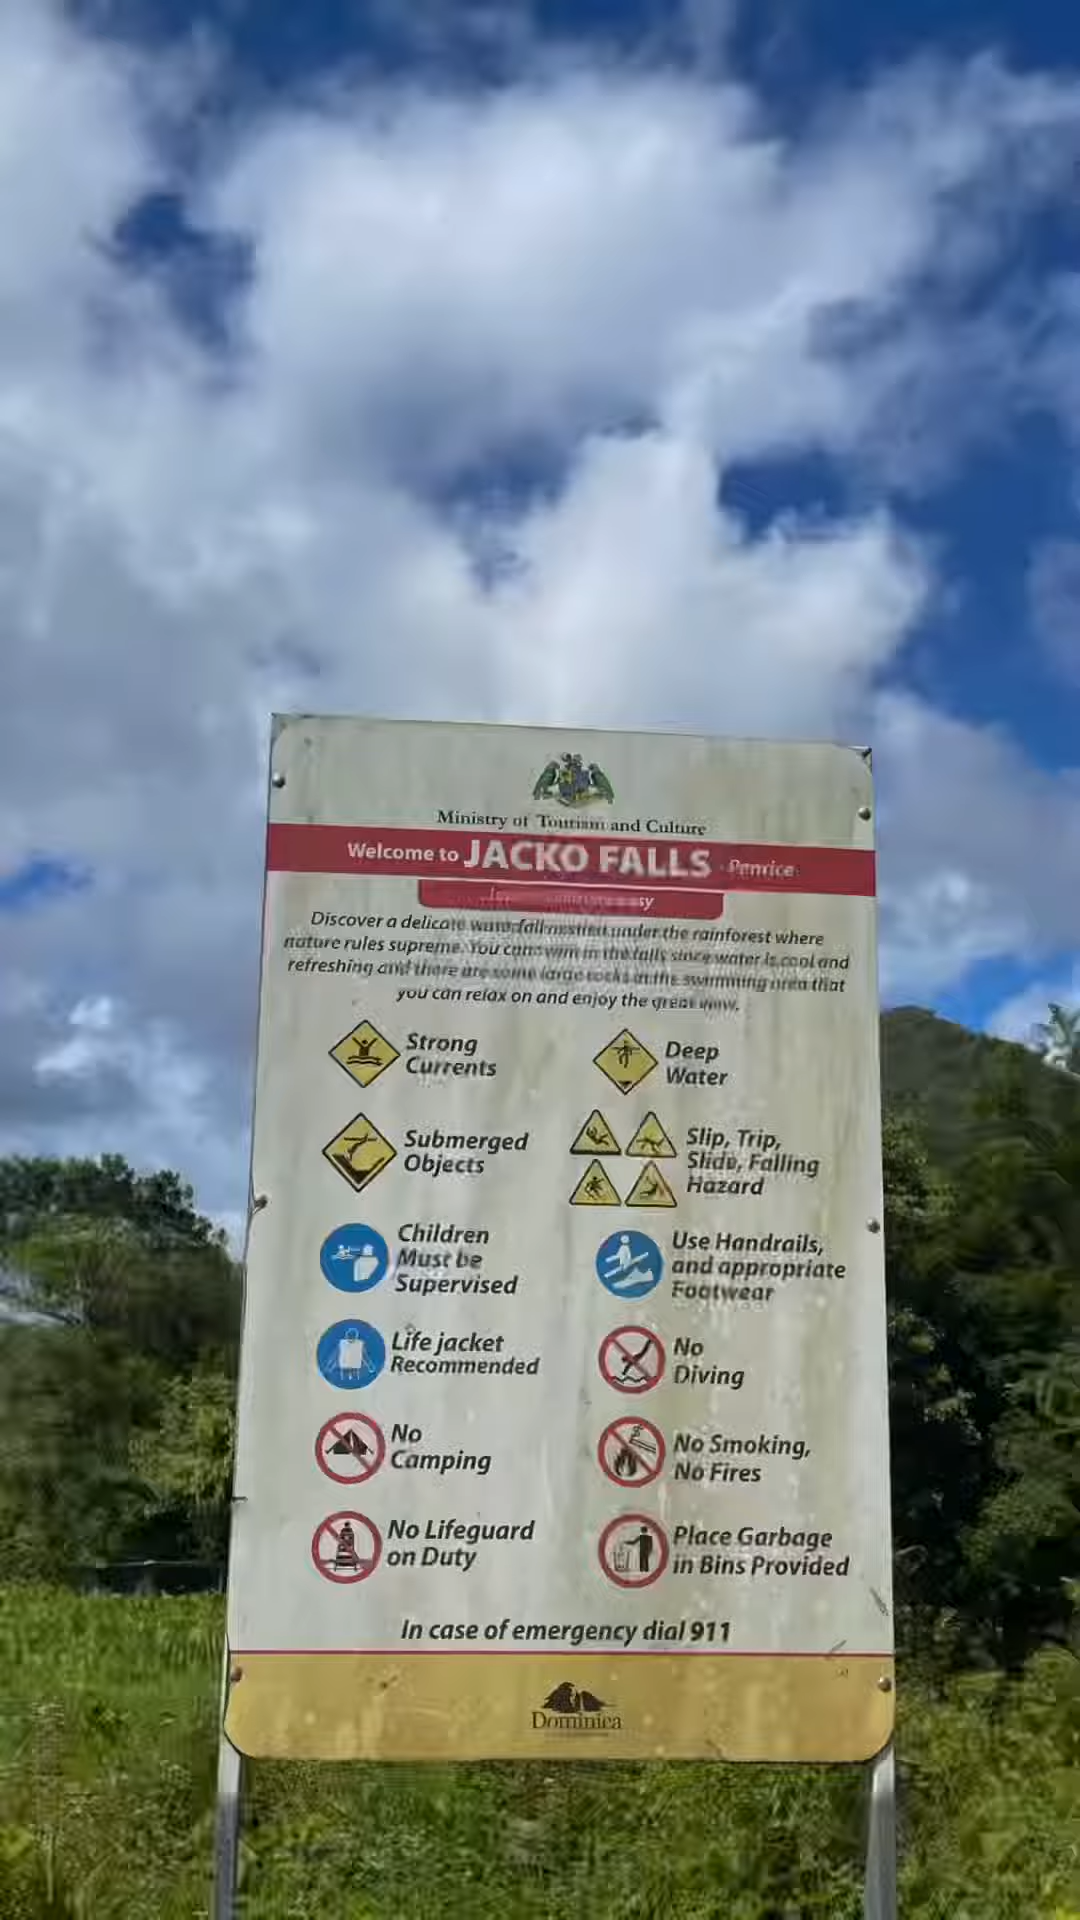 Ministry of Tourism and Culture
Welcome to JACKO FALLS - Penrice
easy
Discover a delicate waterfall nestled under the rainforest where
nature rules supreme. You can swim in the falls since water is cool and
refreshing and there are some large rocks in the swimming area that
you can relax on and enjoy the great view.
Strong
Currents
Deep
Water
Submerged
Objects
Slip, Trip,
Slide, Falling
Hazard
Children
Must be
Supervised
Use Handrails,
and appropriate
Footwear
Life jacket
Recommended
No
Diving
No
Camping
No Smoking,
No Fires
No Lifeguard
on Duty
Place Garbage
in Bins Provided
In case of emergency dial 911
Dominica